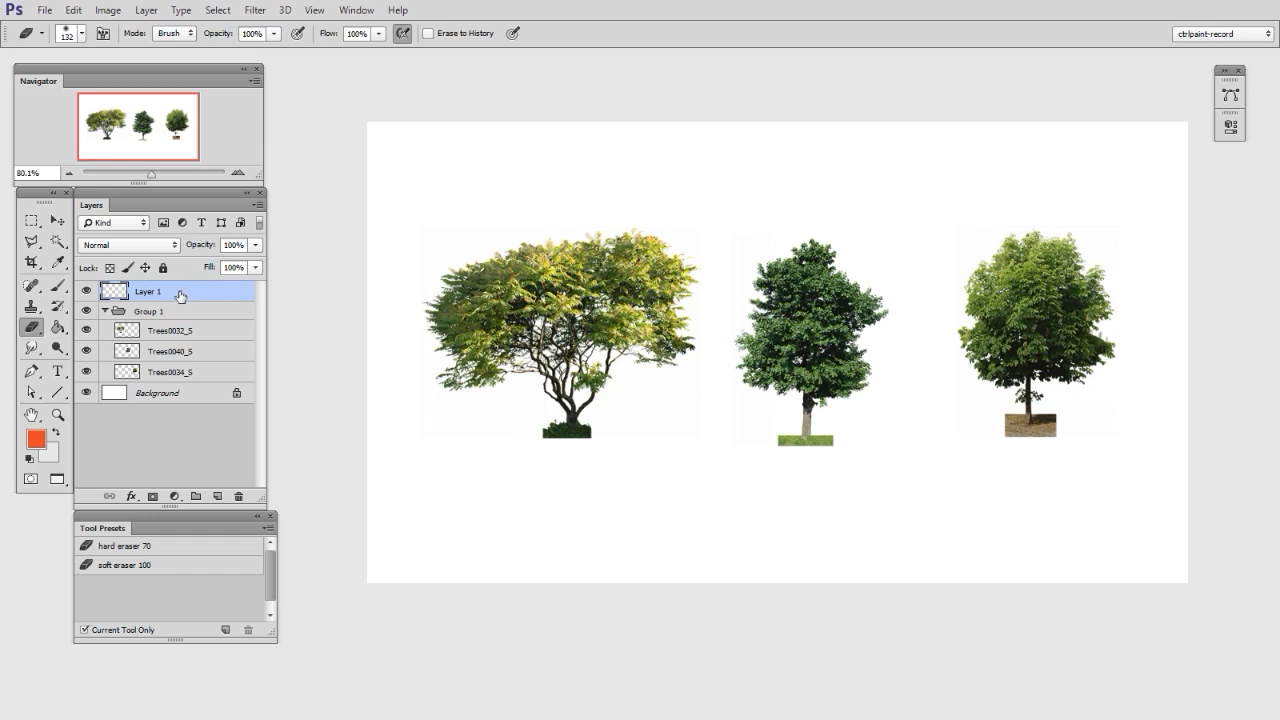 Ps File Edit Image Layer Type Select Filter 3D View Window Help
132 Mode: Brush Opacity: 100% Flow: 100% Erase to History ctrlpaint-record
Navigator
80.1%
Layers
Kind
Normal Opacity: 100%
Lock: Fill: 100%
Layer 1
Group 1
Trees0032_S
Trees0040_S
Trees0034_S
Background
Tool Presets
hard eraser 70
soft eraser 100
Current Tool Only